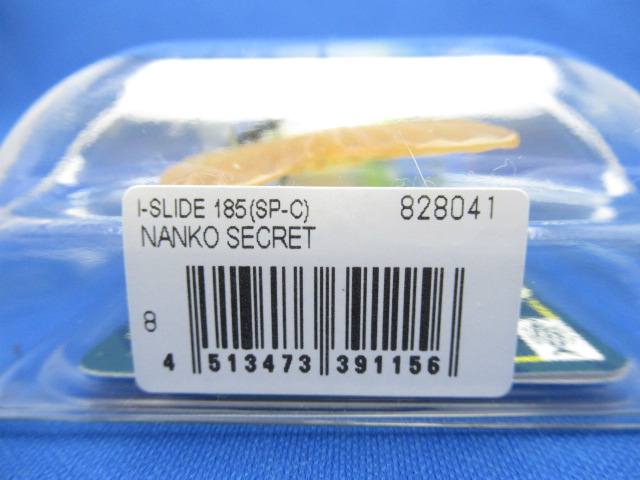 I-SLIDE 185(SP-C) 828041
NANKO SECRET
8
4 513473 391156